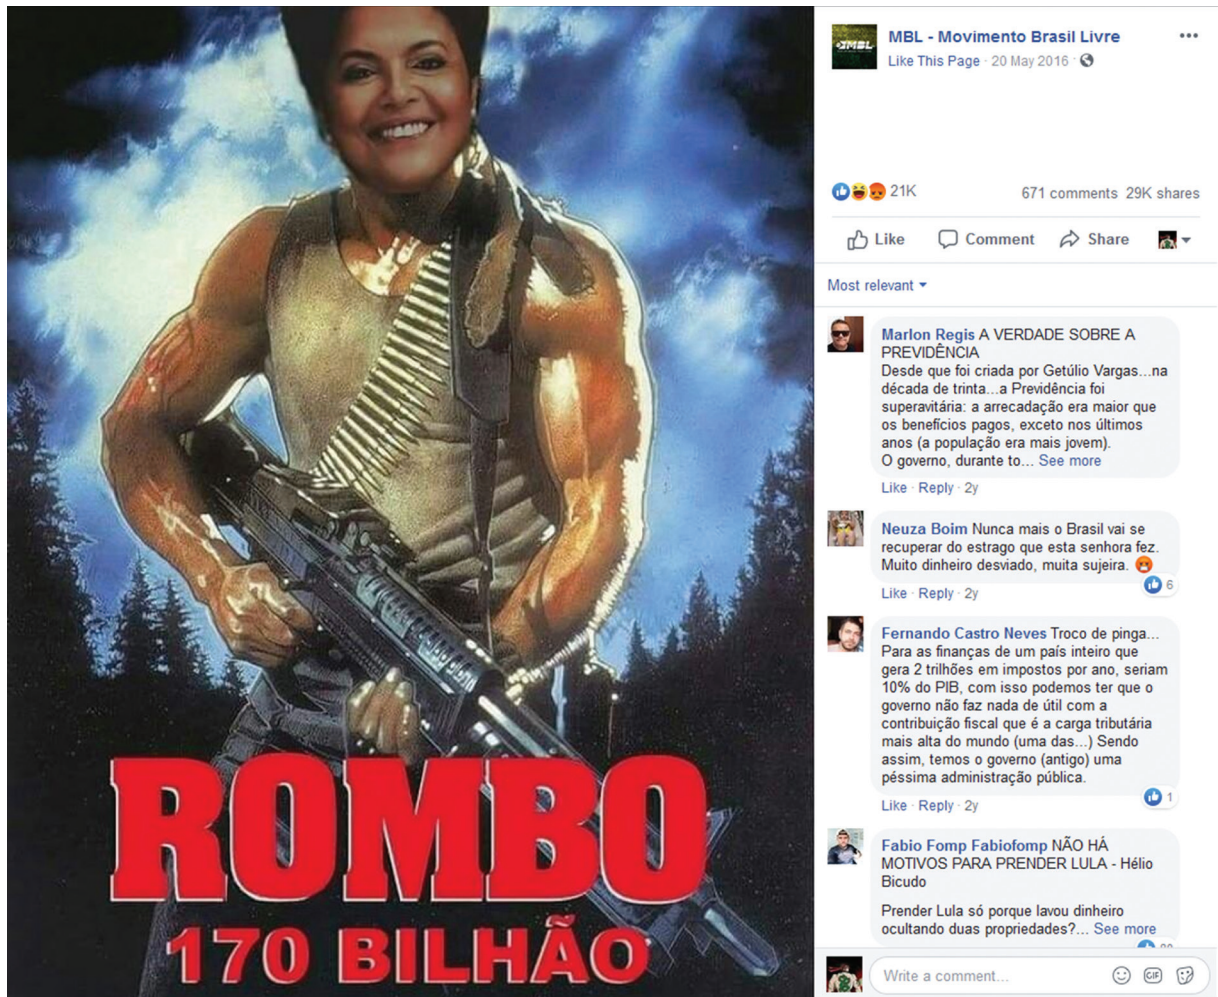 ROMBO
170 BILHÃO
MBL
MBL - Movimento Brasil Livre
Like This Page · 20 May 2016 ·
21K
671 comments 29K shares
Like Comment Share
Most relevant
Marlon Regis A VERDADE SOBRE A
PREVIDÊNCIA
Desde que foi criada por Getúlio Vargas...na
década de trinta...a Previdência foi
superavitária: a arrecadação era maior que
os benefícios pagos, exceto nos últimos
anos (a população era mais jovem).
O governo, durante to... See more
Like · Reply · 2y
Neuza Boim Nunca mais o Brasil vai se
recuperar do estrago que esta senhora fez.
Muito dinheiro desviado, muita sujeira.
6
Like · Reply · 2y
Fernando Castro Neves Troco de pinga...
Para as finanças de um país inteiro que
gera 2 trilhões em impostos por ano, seriam
10% do PIB, com isso podemos ter que o
governo não faz nada de útil com a
contribuição fiscal que é a carga tributária
mais alta do mundo (uma das...) Sendo
assim, temos o governo (antigo) uma
péssima administração pública.
1
Like · Reply · 2y
Fabio Fomp Fabiofomp NÃO HÁ
MOTIVOS PARA PRENDER LULA - Hélio
Bicudo
Prender Lula só porque lavou dinheiro
ocultando duas propriedades?... See more
Write a comment...
GIF